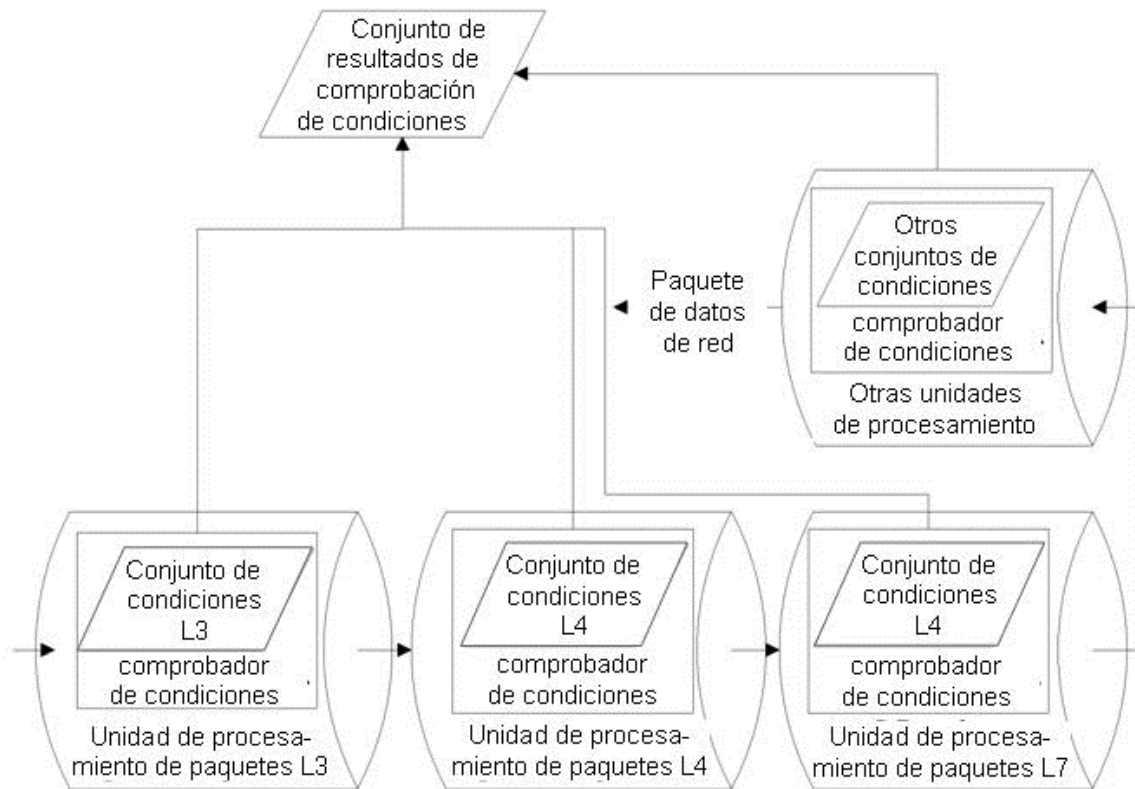 Conjunto de
resultados de
comprobación
de condiciones
Otros
conjuntos de
condiciones
comprobador
de condiciones
Otras unidades
de procesamiento
Paquete
de datos
de red
Conjunto de
condiciones
L3
comprobador
de condiciones
Unidad de procesa-
miento de paquetes L3
Conjunto de
condiciones
L4
comprobador
de condiciones
Unidad de procesa-
miento de paquetes L4
Conjunto de
condiciones
L4
comprobador
de condiciones
Unidad de procesa-
miento de paquetes L7